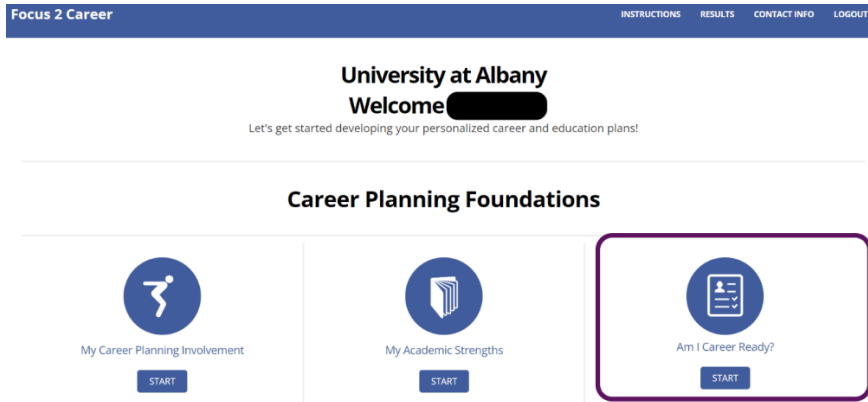 Focus 2 Career
INSTRUCTIONS RESULTS CONTACT INFO LOGOUT
University at Albany
Welcome
Let's get started developing your personalized career and education plans!
Career Planning Foundations
My Career Planning Involvement
START
My Academic Strengths
START
Am I Career Ready?
START